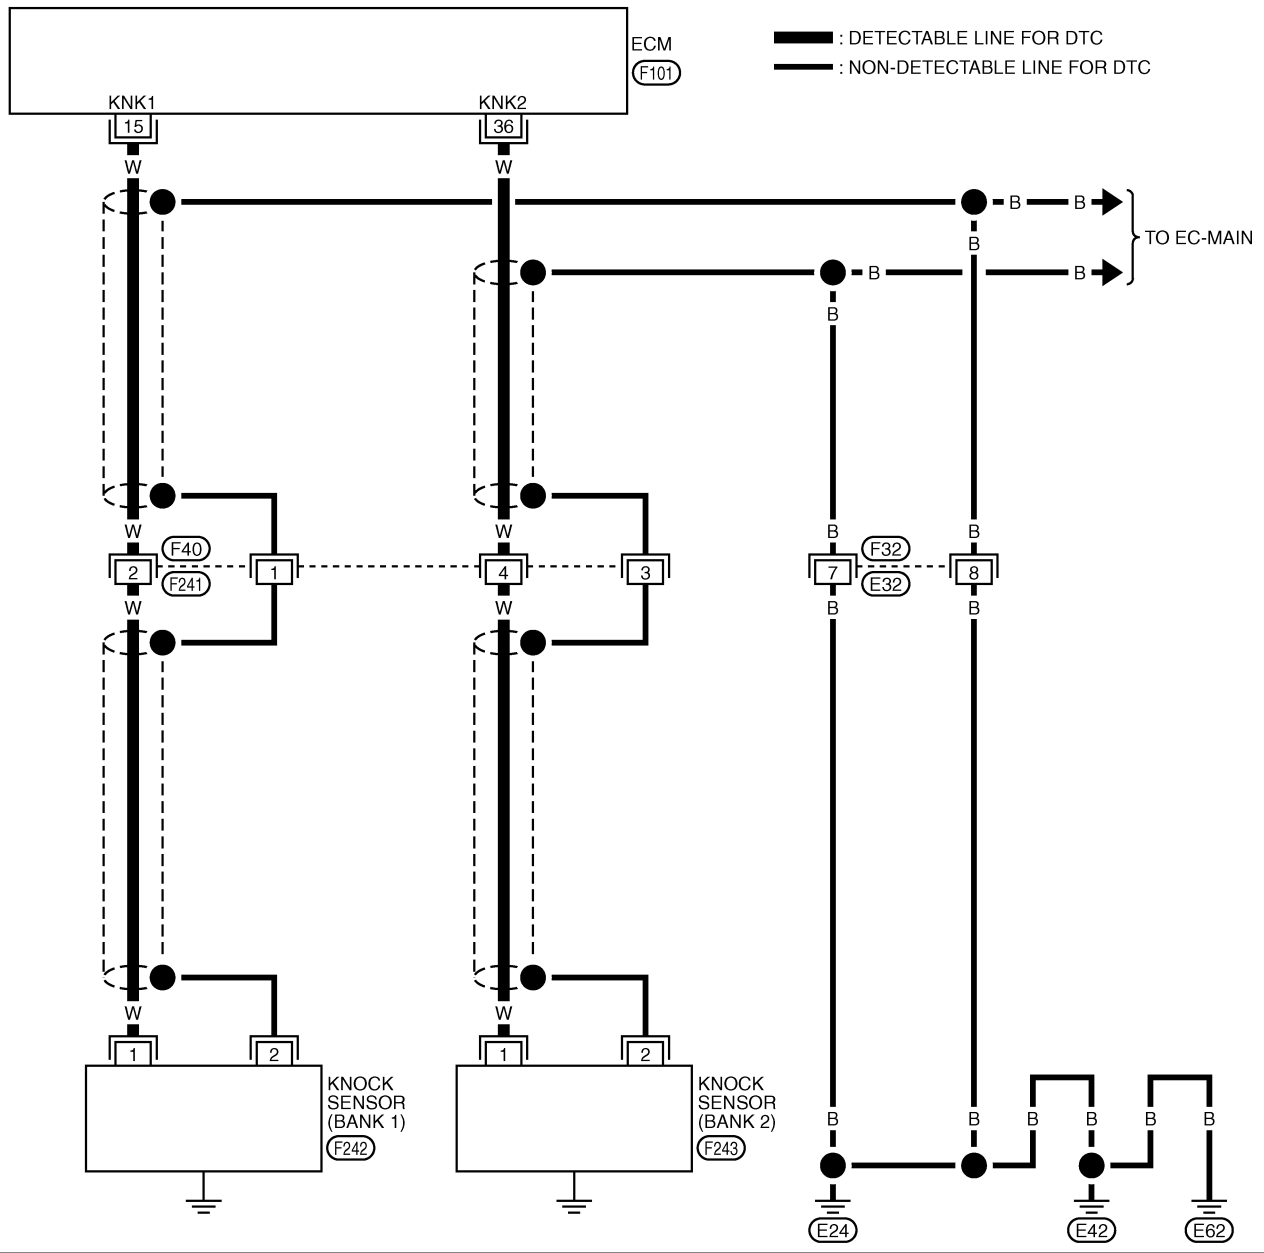 ECM
F101
: DETECTABLE LINE FOR DTC
: NON-DETECTABLE LINE FOR DTC
KNK1 KNK2
15 36
W W
B B
TO EC-MAIN
B
B B
B
W W B B
F40 F32
2 1 4 3 7 8
F241 E32
W W B B
W W
1 2 1 2
KNOCK
SENSOR
(BANK 1)
F242
KNOCK
SENSOR
(BANK 2)
F243
B B B B B B
E24 E42 E62